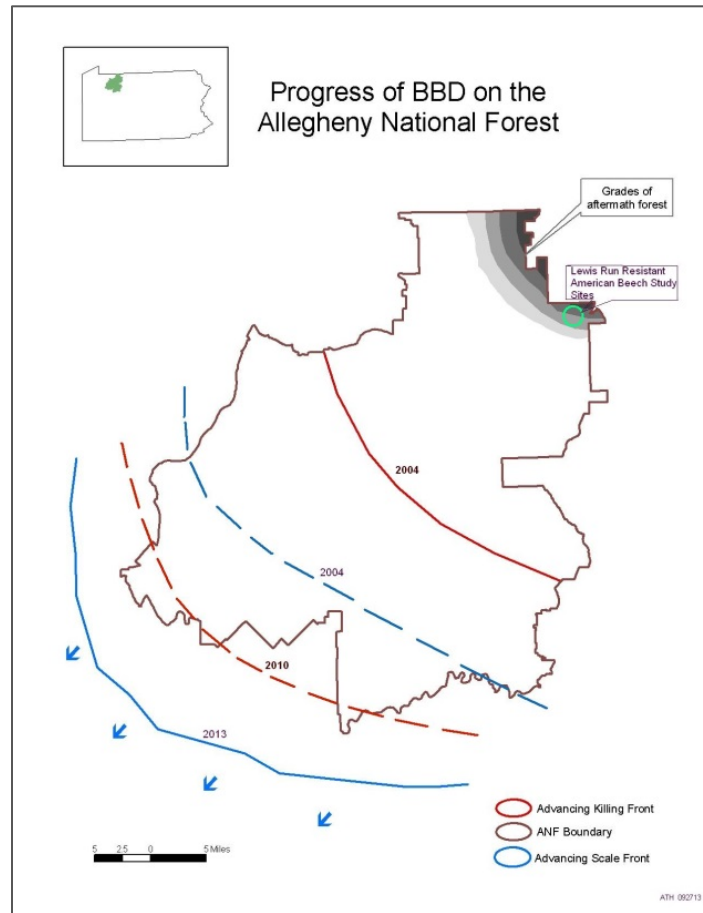 Progress of BBD on the
Allegheny National Forest
Grades of
aftermath forest
Lewis Run Resistant
American Beech Study
Sites
2004
2004
2010
2013
Advancing Killing Front
ANF Boundary
Advancing Scale Front
5 2.5 0 5 Miles
ATH 092713